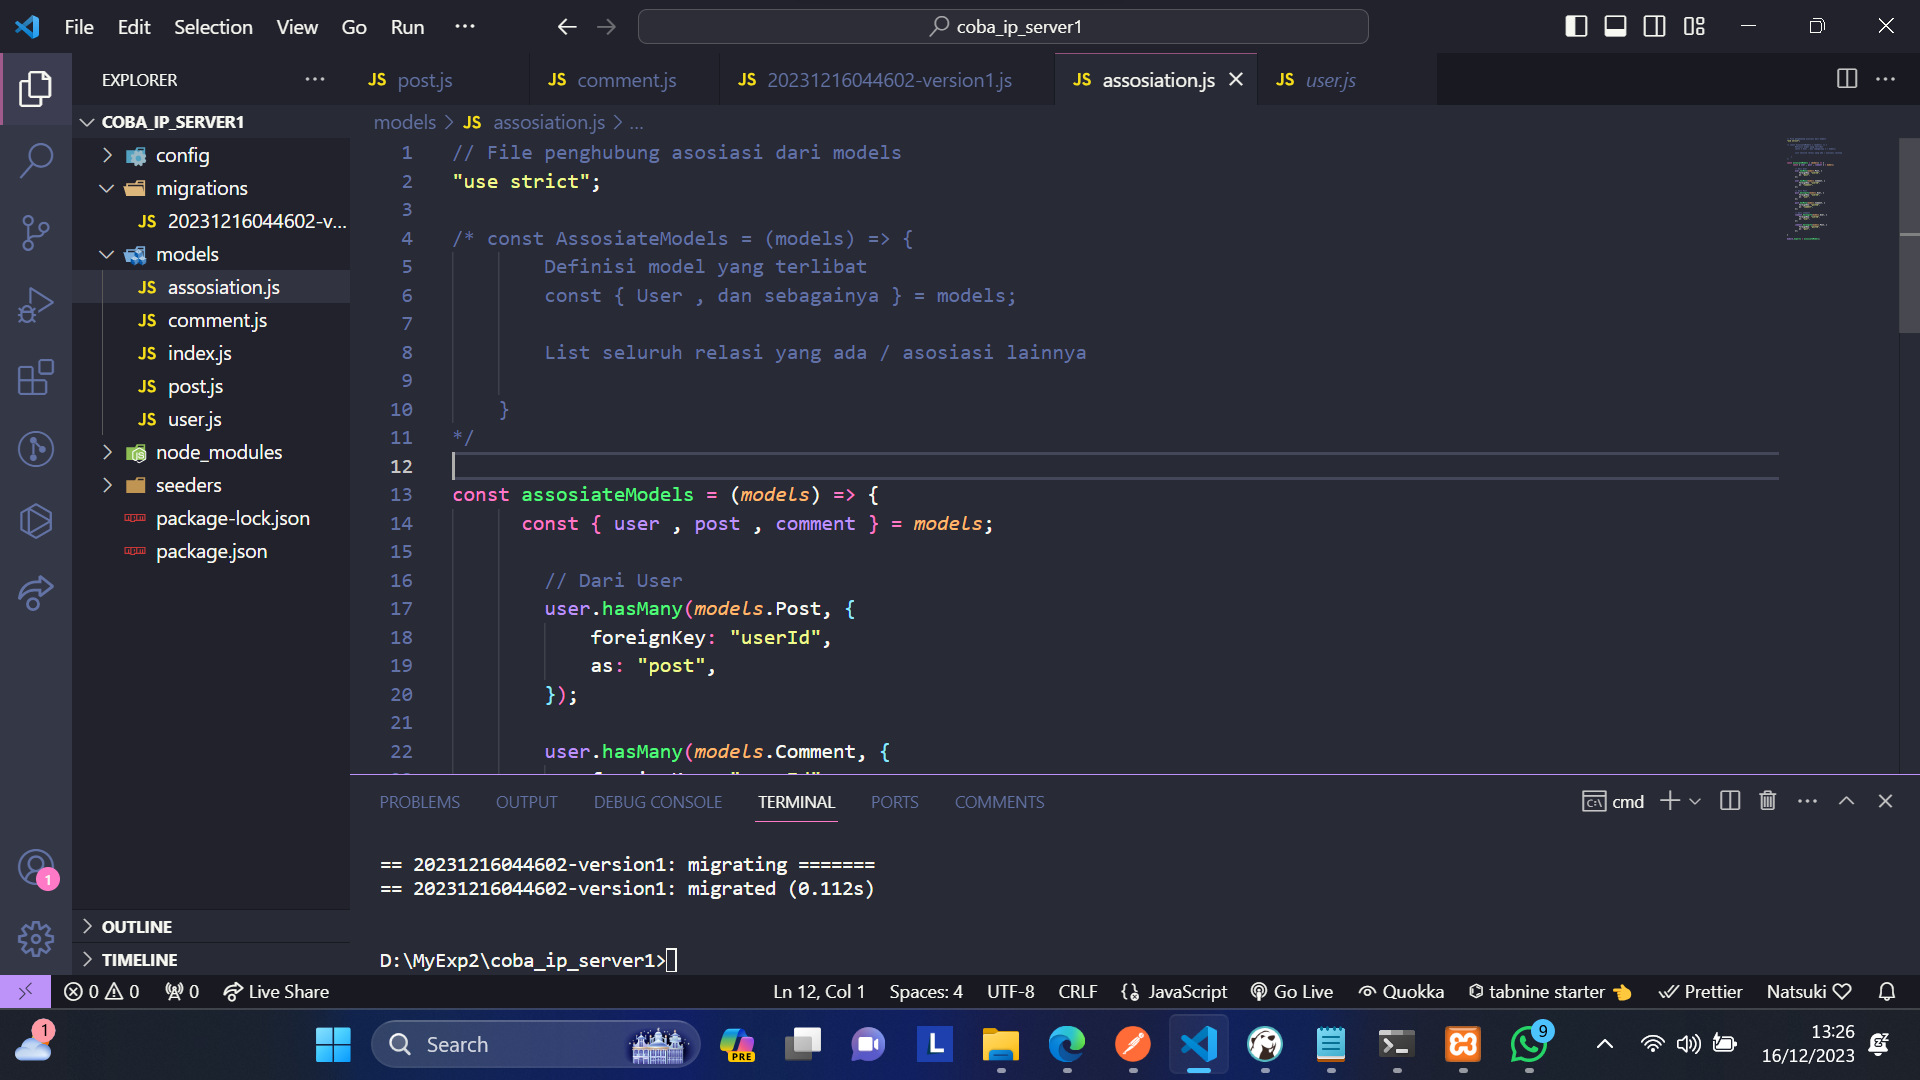 File Edit Selection View Go Run ··· coba_ip_server1
EXPLORER ···
JS post.js JS comment.js JS 20231216044602-version1.js JS assosiation.js JS user.js ···
COBA_IP_SERVER1
config
migrations
JS 20231216044602-v...
models
JS assosiation.js
JS comment.js
JS index.js
JS post.js
JS user.js
node_modules
seeders
package-lock.json
package.json
OUTLINE
TIMELINE
models > JS assosiation.js > ...
1 // File penghubung asosiasi dari models
2 "use strict";
3
4 /* const AssosiateModels = (models) => {
5 Definisi model yang terlibat
6 const { User , dan sebagainya } = models;
7
8 List seluruh relasi yang ada / asosiasi lainnya
9
10 }
11 */
12
13 const assosiateModels = (models) => {
14 const { user , post , comment } = models;
15
16 // Dari User
17 user.hasMany(models.Post, {
18 foreignKey: "userId",
19 as: "post",
20 });
21
22 user.hasMany(models.Comment, {
PROBLEMS OUTPUT DEBUG CONSOLE TERMINAL PORTS COMMENTS cmd ···
== 20231216044602-version1: migrating =======
== 20231216044602-version1: migrated (0.112s)
D:\MyExp2\coba_ip_server1>
1
0 0 0 Live Share Ln 12, Col 1 Spaces: 4 UTF-8 CRLF {} JavaScript Go Live Quokka tabnine starter 👈 Prettier Natsuki ♡
1 Search PRE L 9 13:26
16/12/2023